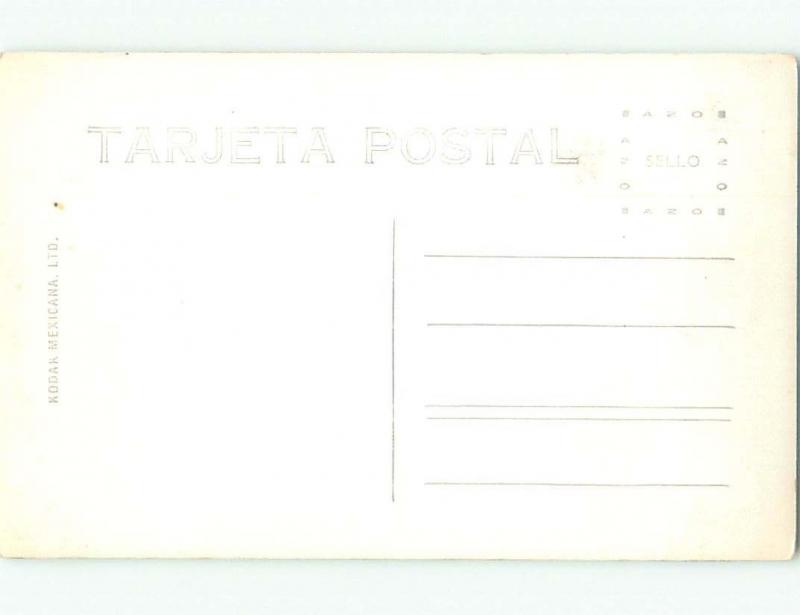 TARJETA POSTAL
SELLO
KODAK MEXICANA, LTD.